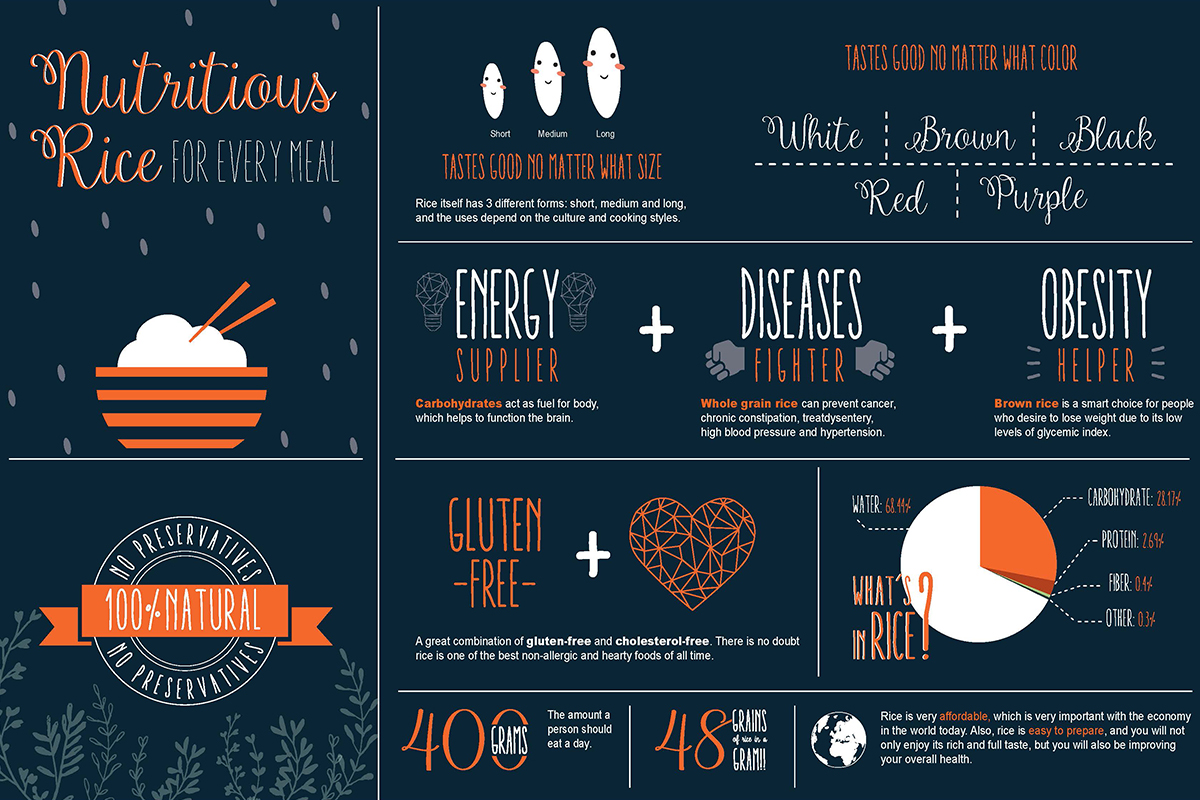 Nutritious
Rice FOR EVERY MEAL
NO PRESERVATIVES
100% NATURAL
NO PRESERVATIVES
Short Medium Long
TASTES GOOD NO MATTER WHAT SIZE
Rice itself has 3 different forms: short, medium and long,
and the uses depend on the culture and cooking styles.
TASTES GOOD NO MATTER WHAT COLOR
White Brown Black
Red Purple
ENERGY
SUPPLIER
Carbohydrates act as fuel for body,
which helps to function the brain.
+
DISEASES
FIGHTER
Whole grain rice can prevent cancer,
chronic constipation, treatdysentery,
high blood pressure and hypertension.
+
OBESITY
HELPER
Brown rice is a smart choice for people
who desire to lose weight due to its low
levels of glycemic index.
GLUTEN
-FREE-
+
A great combination of gluten-free and cholesterol-free. There is no doubt
rice is one of the best non-allergic and hearty foods of all time.
WATER: 68.44%
CARBOHYDRATE: 28.17%
PROTEIN: 2.69%
FIBER: 0.4%
OTHER: 0.3%
WHAT'S
IN RICE?
400 GRAMS
The amount a
person should
eat a day.
48 GRAINS
of rice in a
GRAM!!
Rice is very affordable, which is very important with the economy
in the world today. Also, rice is easy to prepare, and you will not
only enjoy its rich and full taste, but you will also be improving
your overall health.